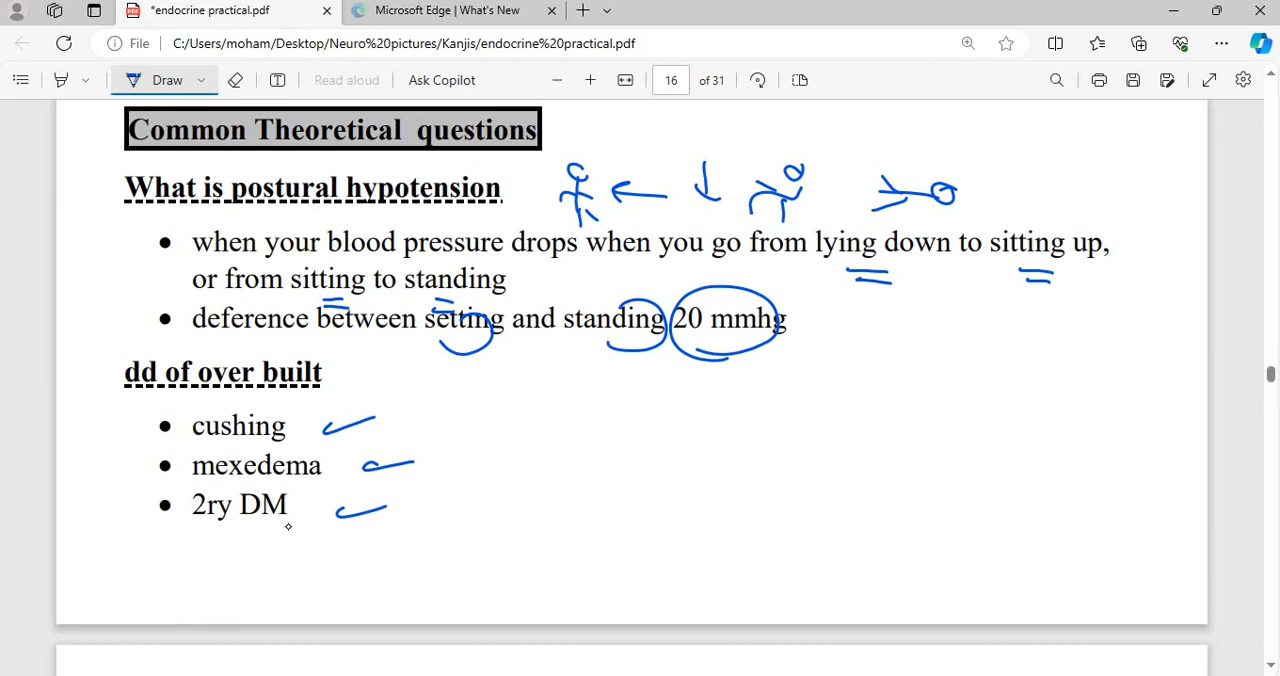 *endocrine practical.pdf
Microsoft Edge | What's New
File
C:/Users/moham/Desktop/Neuro%20pictures/Kanjis/endocrine%20practical.pdf
Draw
Read aloud
Ask Copilot
16
of 31
Common Theoretical questions
What is postural hypotension
• when your blood pressure drops when you go from lying down to sitting up,
or from sitting to standing
• deference between setting and standing 20 mmhg
dd of over built
• cushing
• mexedema
• 2ry DM